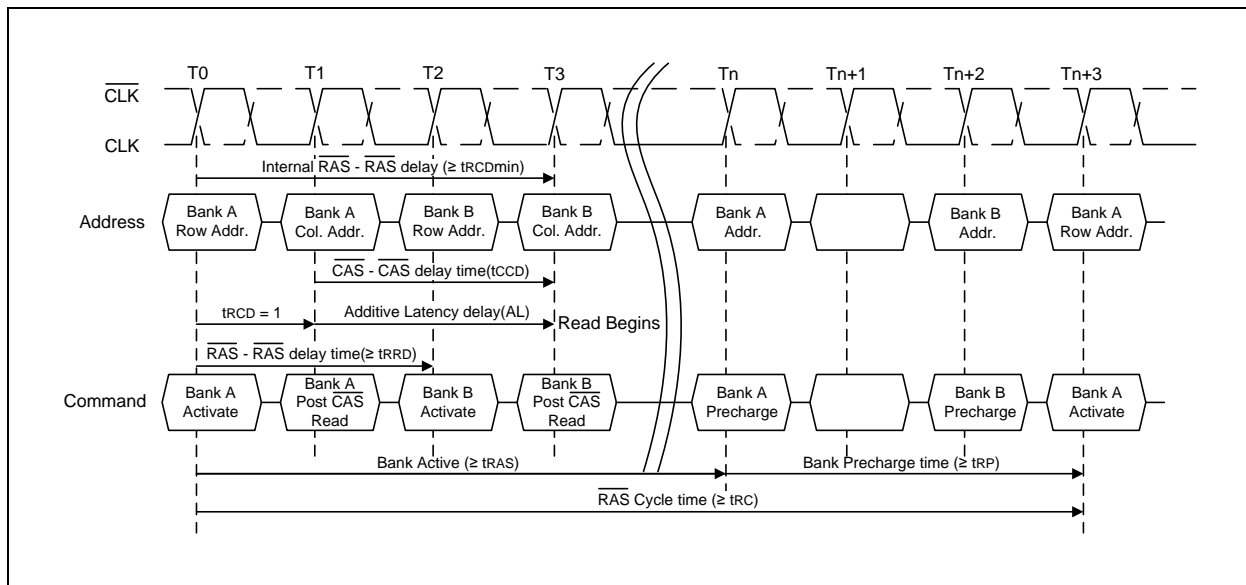 T0 T1 T2 T3 Tn Tn+1 Tn+2 Tn+3
CLK
CLK
Internal RAS - RAS delay (≥ tRCDmin)
Address
Bank A
Row Addr.
Bank A
Col. Addr.
Bank B
Row Addr.
Bank B
Col. Addr.
Bank A
Addr.
Bank B
Addr.
Bank A
Row Addr.
CAS - CAS delay time(tCCD)
tRCD = 1
Additive Latency delay(AL)
Read Begins
RAS - RAS delay time(≥ tRRD)
Command
Bank A
Activate
Bank A
Post CAS
Read
Bank B
Activate
Bank B
Post CAS
Read
Bank A
Precharge
Bank B
Precharge
Bank A
Activate
Bank Active (≥ tRAS)
Bank Precharge time (≥ tRP)
RAS Cycle time (≥ tRC)